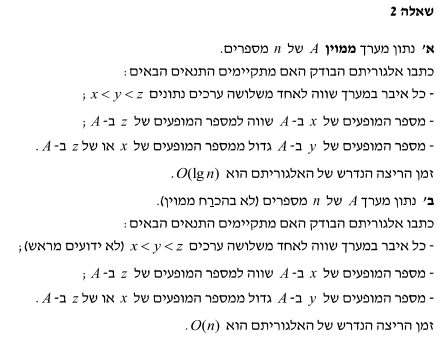 שאלה 2
א׳ נתון מערך ממוין A של n מספרים.
כתבו אלגוריתם הבודק האם מתקיימים התנאים הבאים:
- כל איבר במערך שווה לאחד משלושה ערכים נתונים x < y < z ;
- מספר המופעים של x ב-A שווה למספר המופעים של z ב-A ;
- מספר המופעים של y ב-A גדול ממספר המופעים של x או של z ב-A .
זמן הריצה הנדרש של האלגוריתם הוא O(lg n).
ב׳ נתון מערך A של n מספרים (לא בהכרח ממוין).
כתבו אלגוריתם הבודק האם מתקיימים התנאים הבאים:
- כל איבר במערך שווה לאחד משלושה ערכים x < y < z (לא ידועים מראש);
- מספר המופעים של x ב-A שווה למספר המופעים של z ב-A ;
- מספר המופעים של y ב-A גדול ממספר המופעים של x או של z ב-A .
זמן הריצה הנדרש של האלגוריתם הוא O(n).